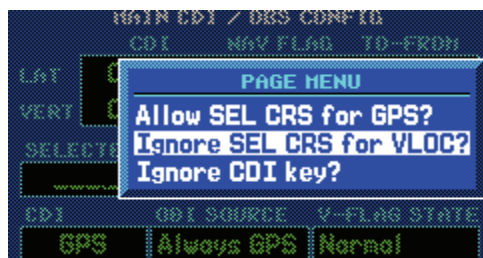 MAIN CDI / OBS CONFIG
CDI NAV FLAG TO-FROM
LAT
VERT
PAGE MENU
Allow SEL CRS for GPS?
Ignore SEL CRS for VLOC?
Ignore CDI key?
CDI OBI SOURCE V-FLAG STATE
GPS Always GPS Normal